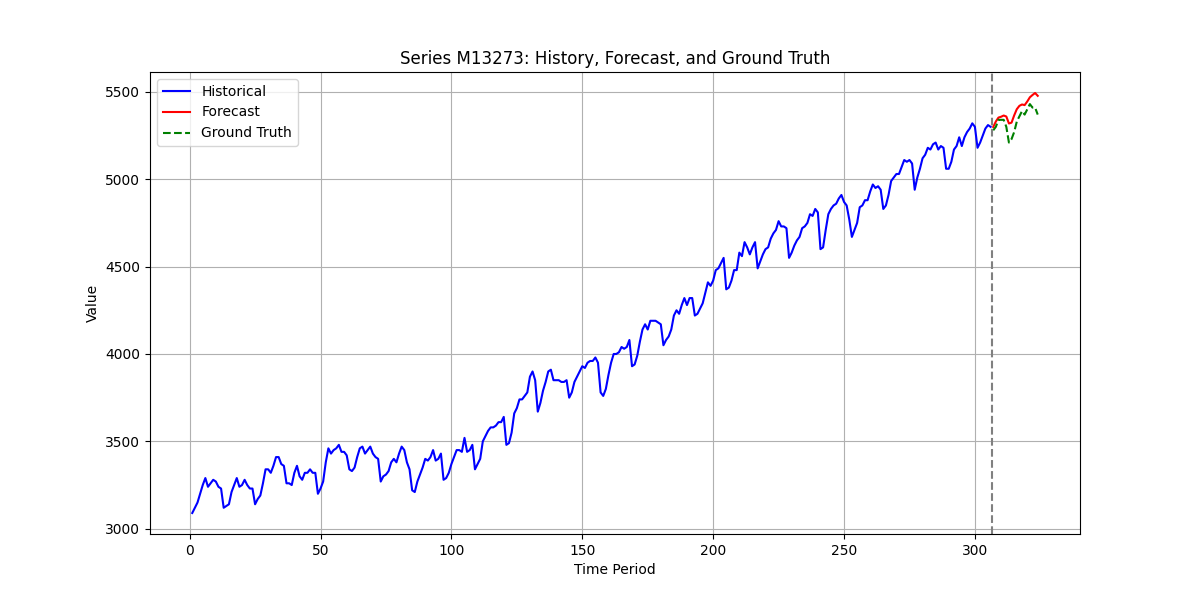 Series M13273: History, Forecast, and Ground Truth
Historical
Forecast
Ground Truth
5500
5000
4500
4000
3500
3000
Value
0 50 100 150 200 250 300
Time Period